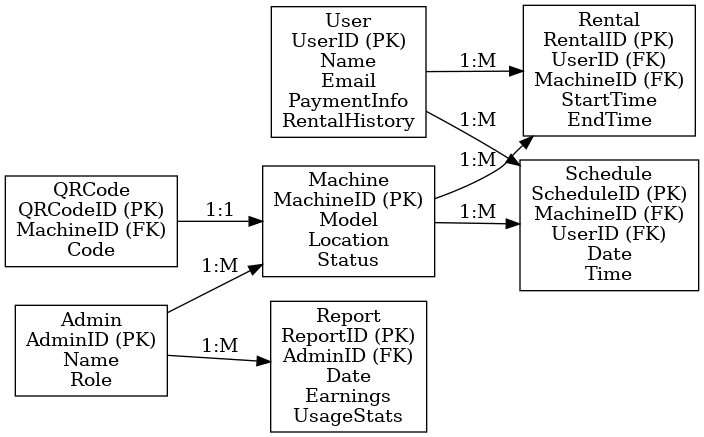 User
UserID (PK)
Name
Email
PaymentInfo
RentalHistory
1:M
1:M
Rental
RentalID (PK)
UserID (FK)
MachineID (FK)
StartTime
EndTime
QRCode
QRCodeID (PK)
MachineID (FK)
Code
1:1
Machine
MachineID (PK)
Model
Location
Status
1:M
1:M
Schedule
ScheduleID (PK)
MachineID (FK)
UserID (FK)
Date
Time
Admin
AdminID (PK)
Name
Role
1:M
1:M
Report
ReportID (PK)
AdminID (FK)
Date
Earnings
UsageStats